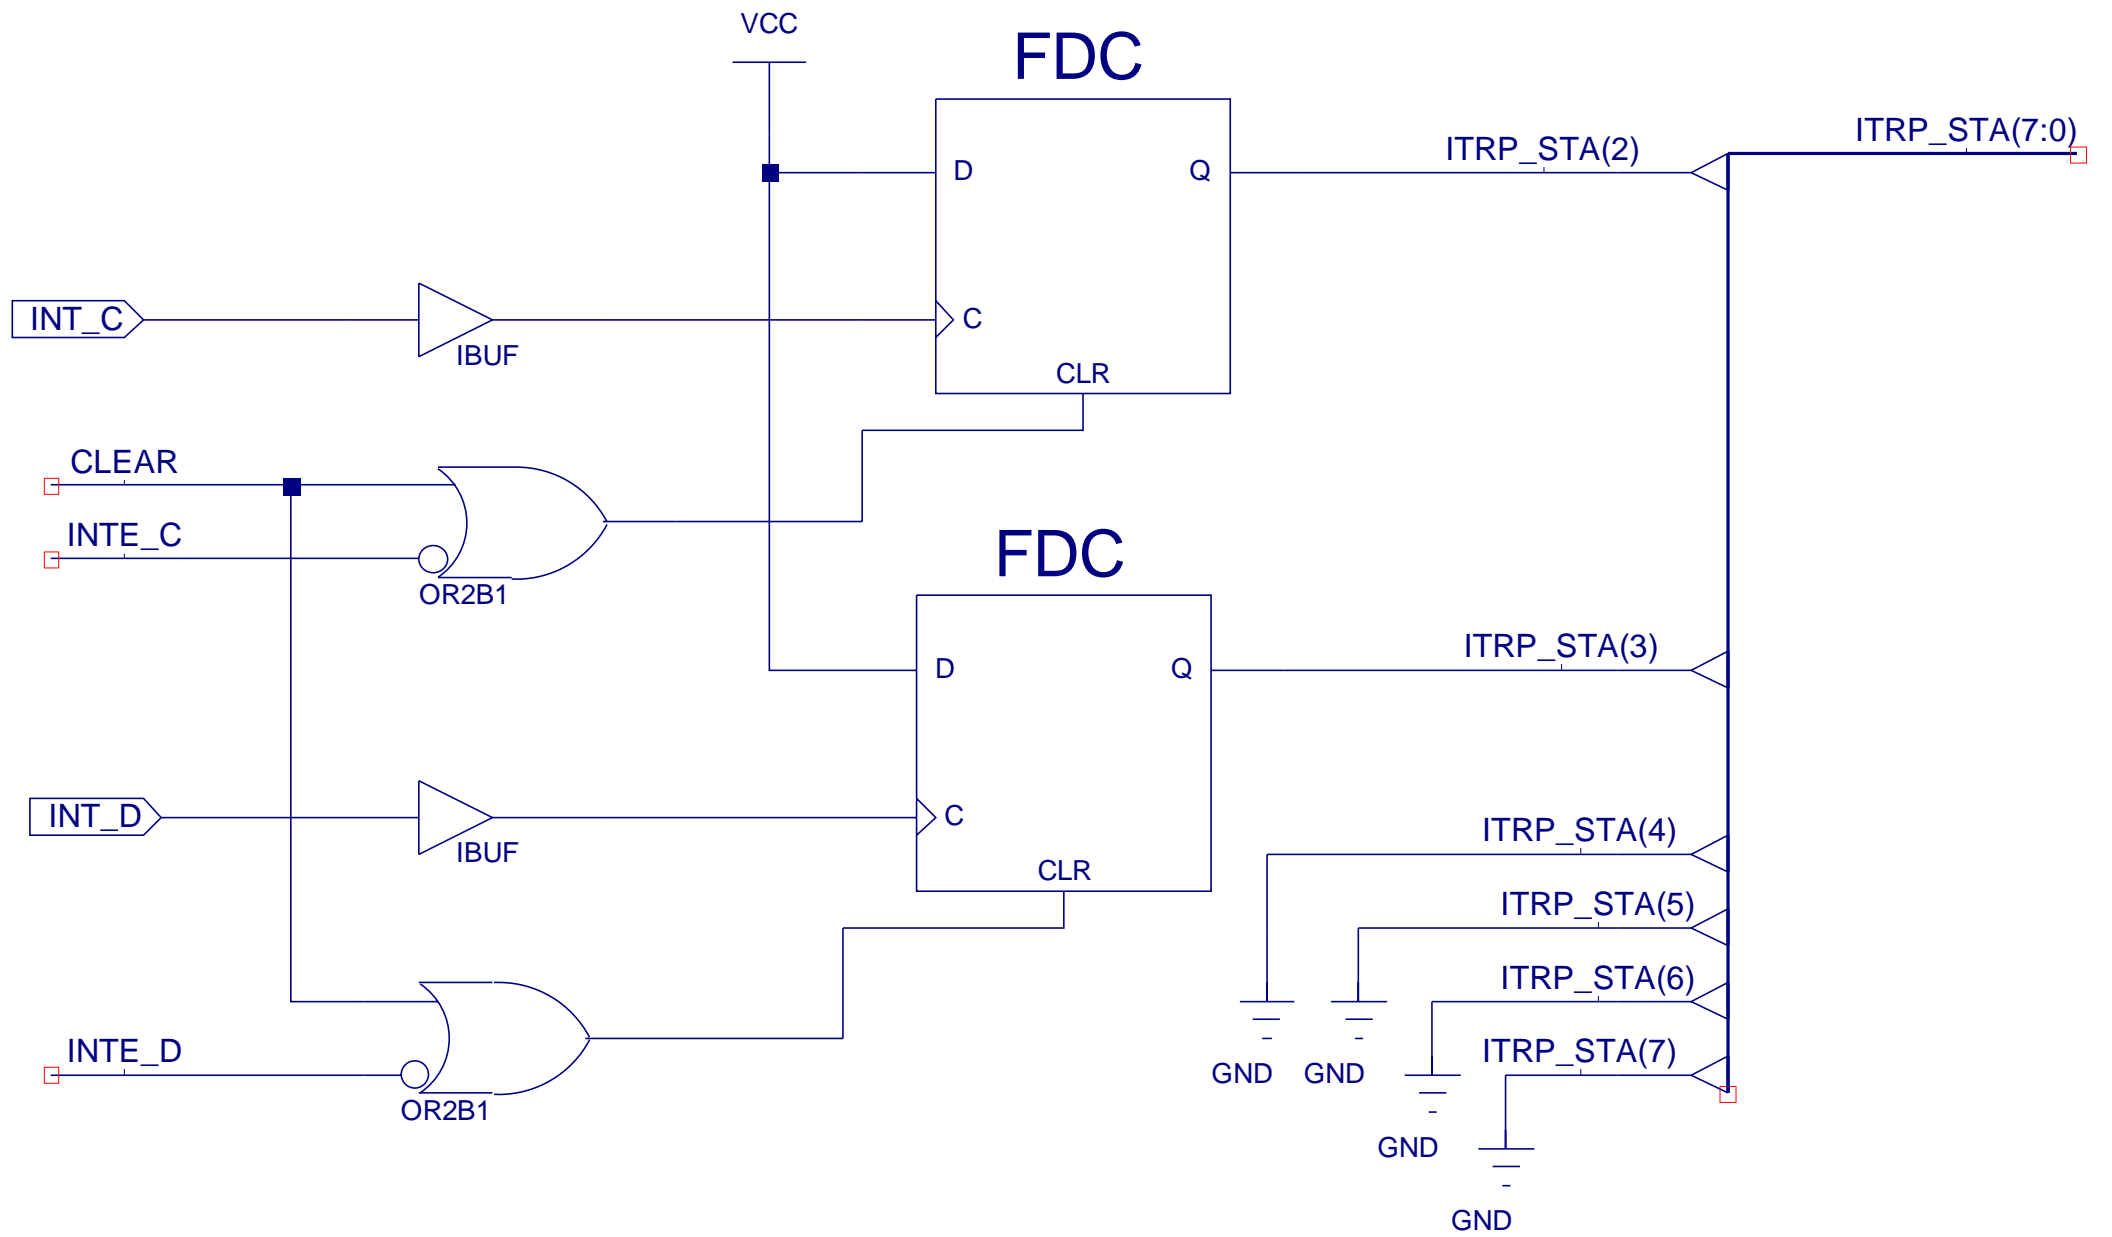 VCC
FDC
ITRP_STA(7:0)
ITRP_STA(2)
D
Q
INT_C
C
IBUF
CLR
CLEAR
INTE_C
FDC
OR2B1
ITRP_STA(3)
D
Q
INT_D
C
ITRP_STA(4)
IBUF
CLR
ITRP_STA(5)
ITRP_STA(6)
INTE_D
ITRP_STA(7)
GND
GND
OR2B1
GND
GND